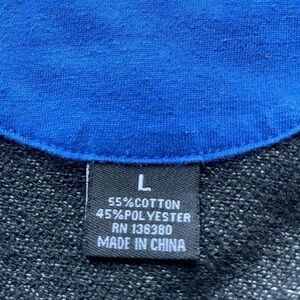 L
55%COTTON
45%POLYESTER
RN 136380
MADE IN CHINA